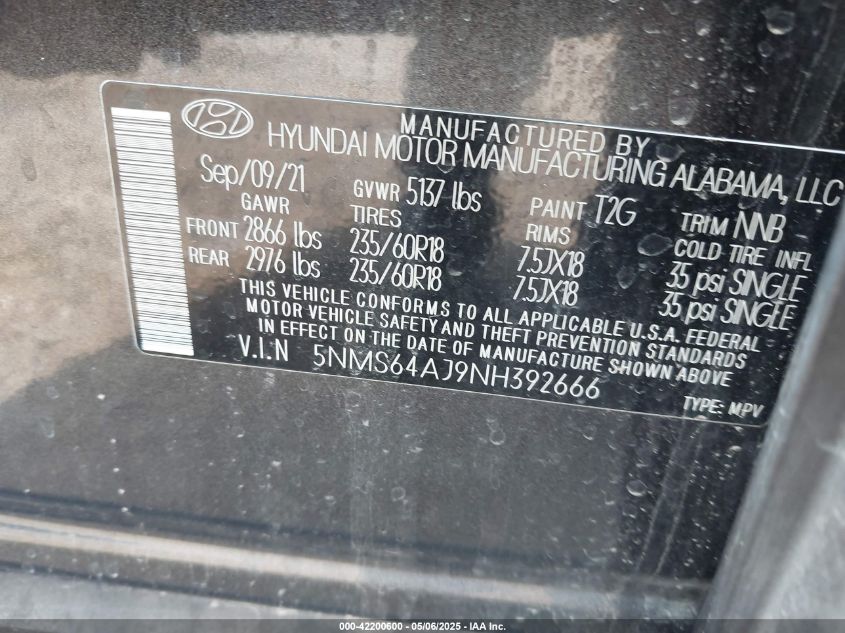 MANUFACTURED BY
HYUNDAI MOTOR MANUFACTURING ALABAMA, LLC
Sep/09/21 GVWR 5137 lbs PAINT T2G TRIM NNB
GAWR TIRES RIMS COLD TIRE INFL
FRONT 2866 lbs 235/60R18 7.5JX18 35 psi SINGLE
REAR 2976 lbs 235/60R18 7.5JX18 35 psi SINGLE
THIS VEHICLE CONFORMS TO ALL APPLICABLE U.S.A. FEDERAL
MOTOR VEHICLE SAFETY AND THEFT PREVENTION STANDARDS
IN EFFECT ON THE DATE OF MANUFACTURE SHOWN ABOVE.
V.I.N 5NMS64AJ9NH392666
TYPE: MPV
000-42200600 - 05/06/2025 - IAA Inc.